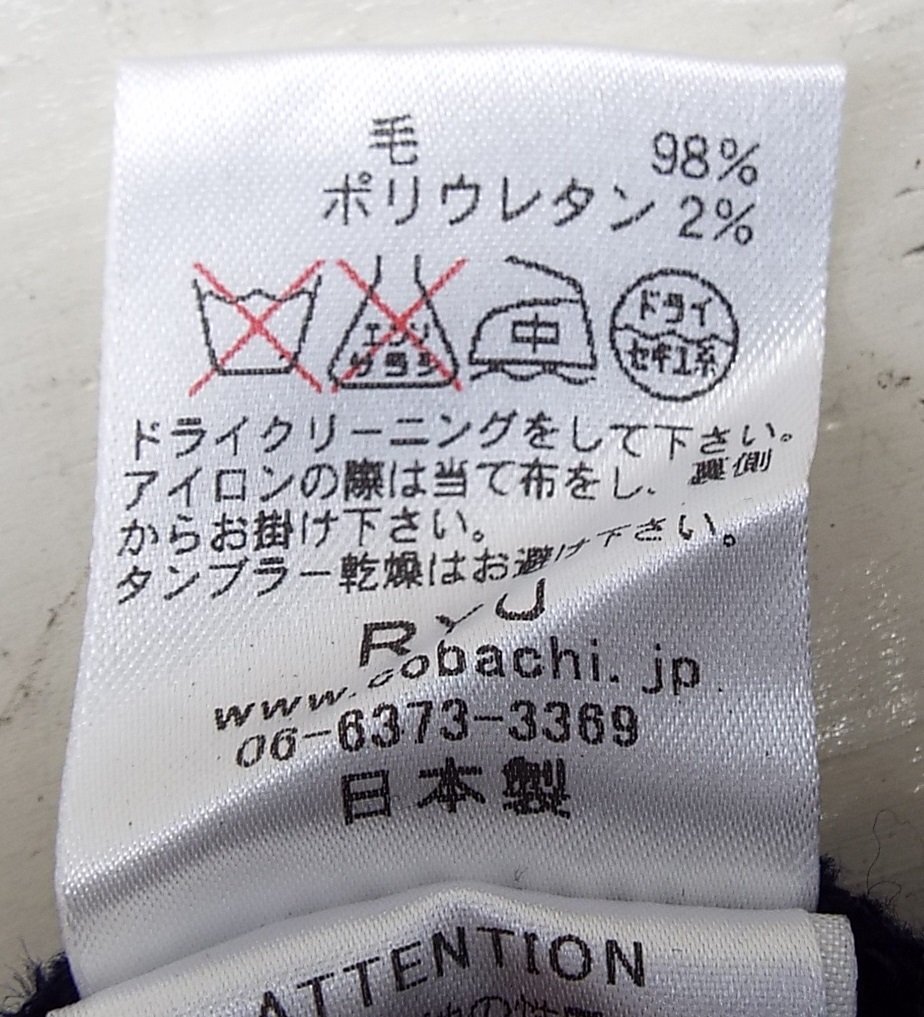 毛 98%
ポリウレタン 2%
エンソ
サラシ
中
ドライ
セキユ系
ドライクリーニングをして下さい。
アイロンの際は当て布をし、裏側
からお掛け下さい。
タンブラー乾燥はお避け下さい。
RyU
www.cobachi.jp
06-6373-3369
日本製
ATTENTION